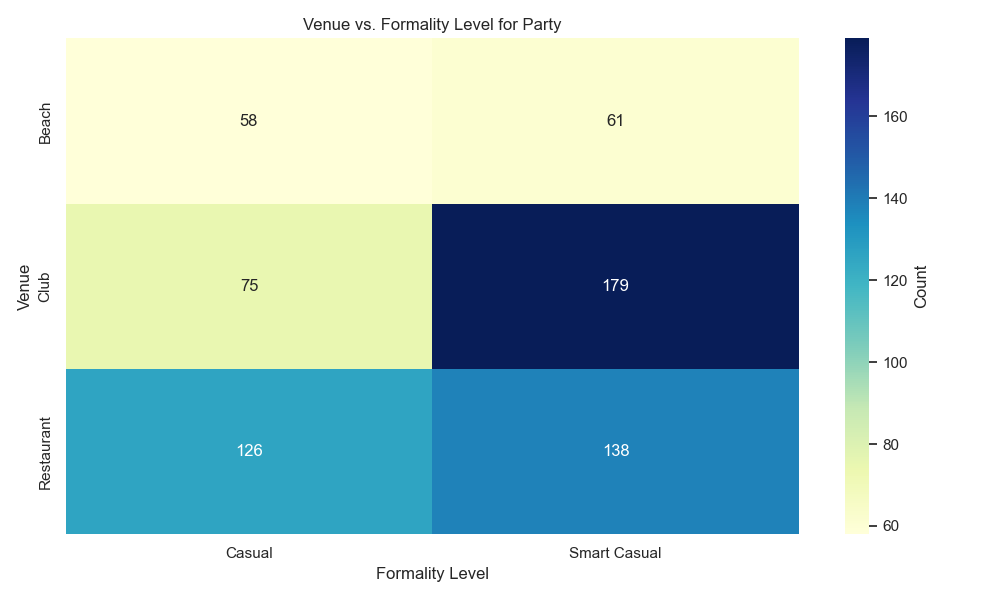 Venue vs. Formality Level for Party
Venue
Beach
58
61
Club
75
179
Restaurant
126
138
Casual
Smart Casual
Formality Level
160
140
120
100
80
60
Count